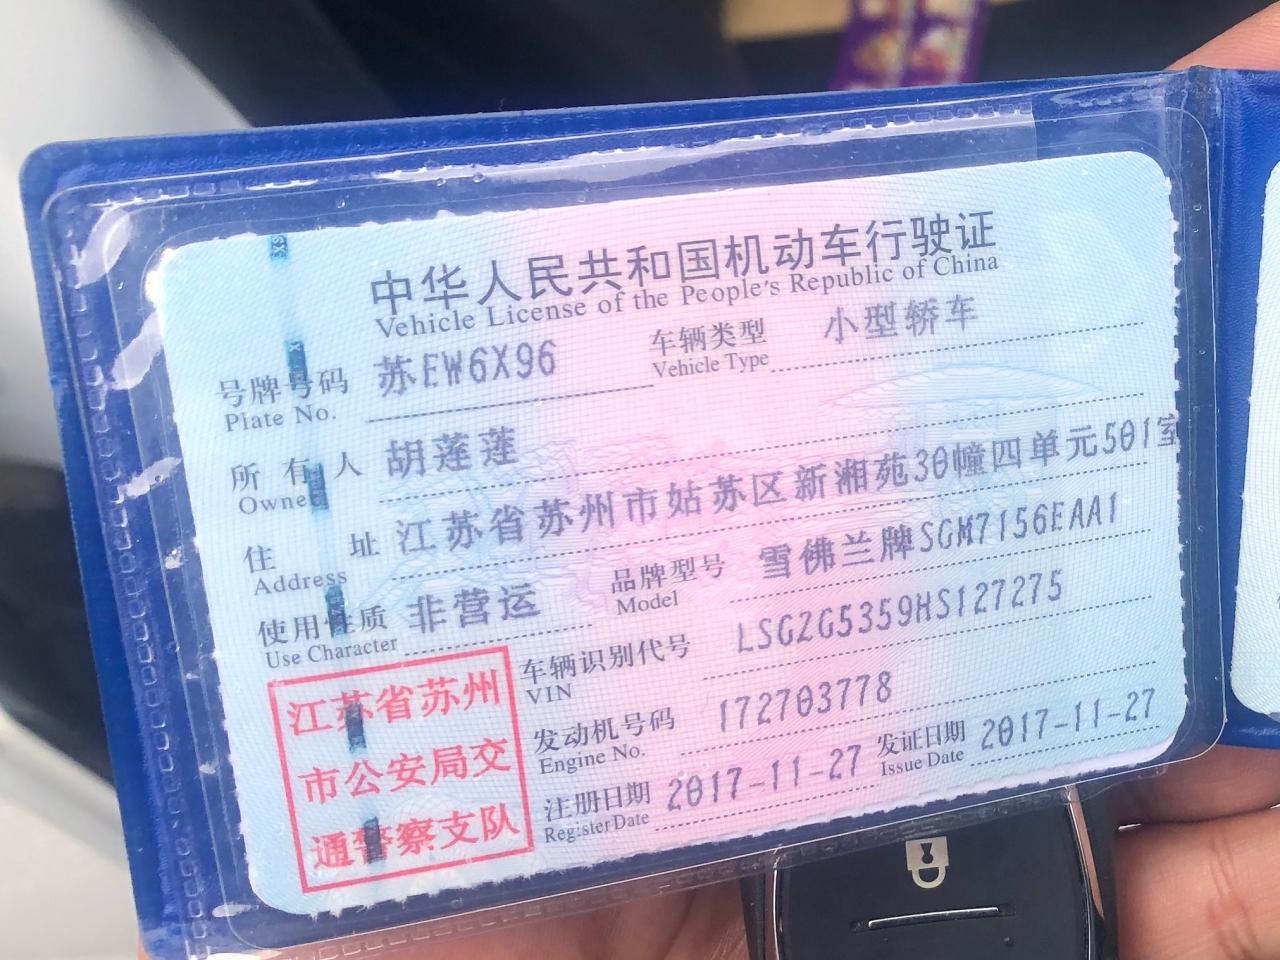 中华人民共和国机动车行驶证
Vehicle License of the People's Republic of China
号牌号码 苏EW6X96 车辆类型 小型轿车
Plate No. Vehicle Type
所有人 胡莲莲
Owner
住址 江苏省苏州市姑苏区新湘苑30幢四单元501室
Address
使用性质 非营运 品牌型号 雪佛兰牌SGM7156EAA1
Use Character Model
车辆识别代号 LSGZG5359HS127275
VIN
发动机号码 172703778
Engine No.
注册日期 2017-11-27 发证日期 2017-11-27
Register Date Issue Date
江苏省苏州
市公安局交
通警察支队